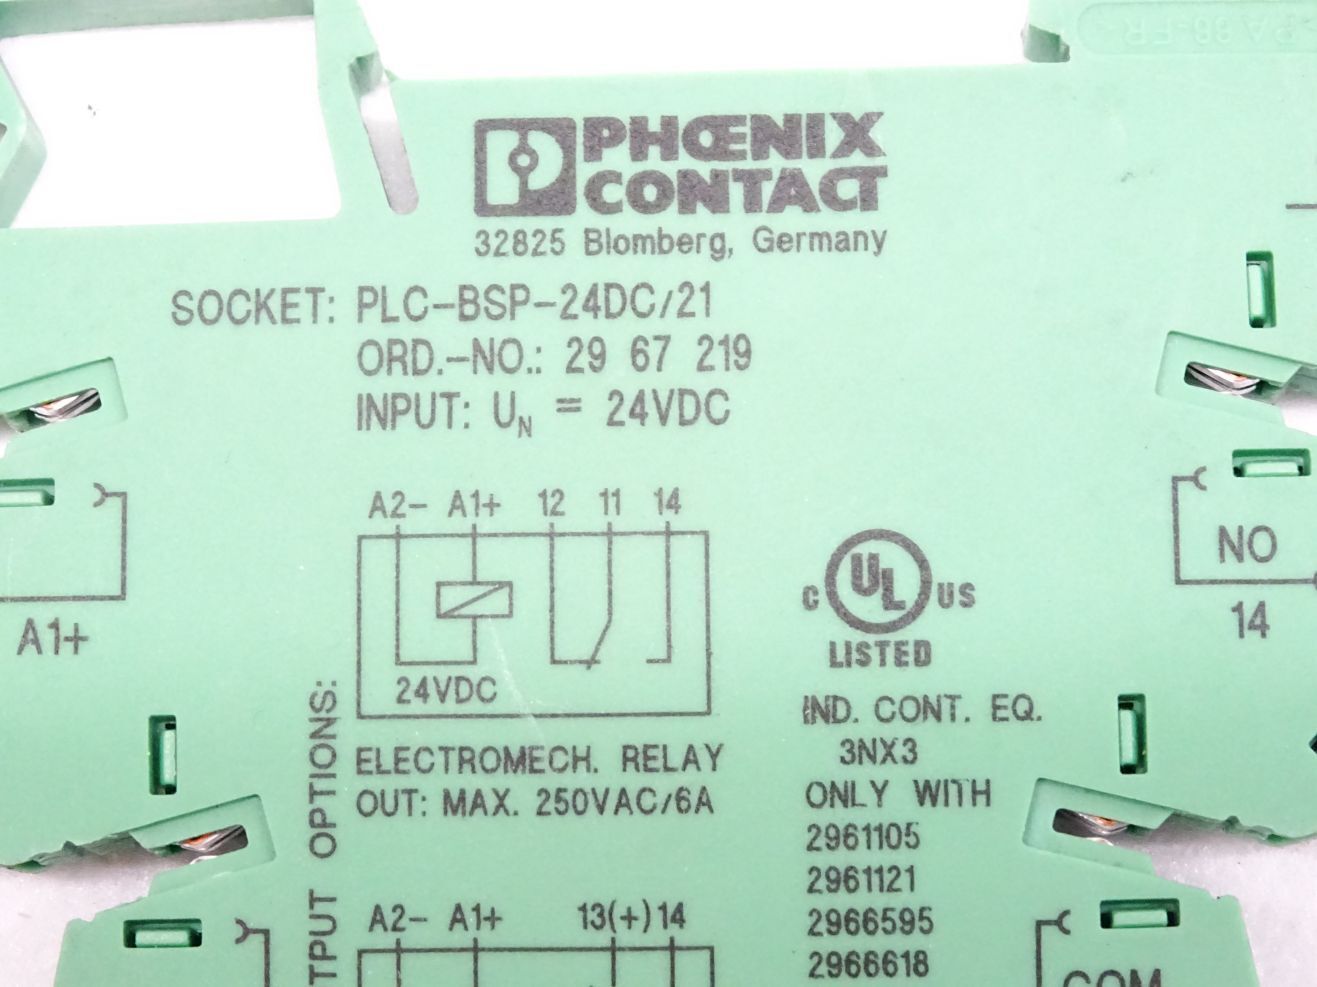 PHŒNIX
CONTACT
32825 Blomberg, Germany
SOCKET: PLC-BSP-24DC/21
ORD.-NO.: 29 67 219
INPUT: UN = 24VDC
A2- A1+ 12 11 14
24VDC
ELECTROMECH. RELAY
OUT: MAX. 250VAC/6A
A2- A1+ 13(+) 14
TPUT OPTIONS:
A1+
C UL US
LISTED
IND. CONT. EQ.
3NX3
ONLY WITH
2961105
2961121
2966595
2966618
NO
14
COM